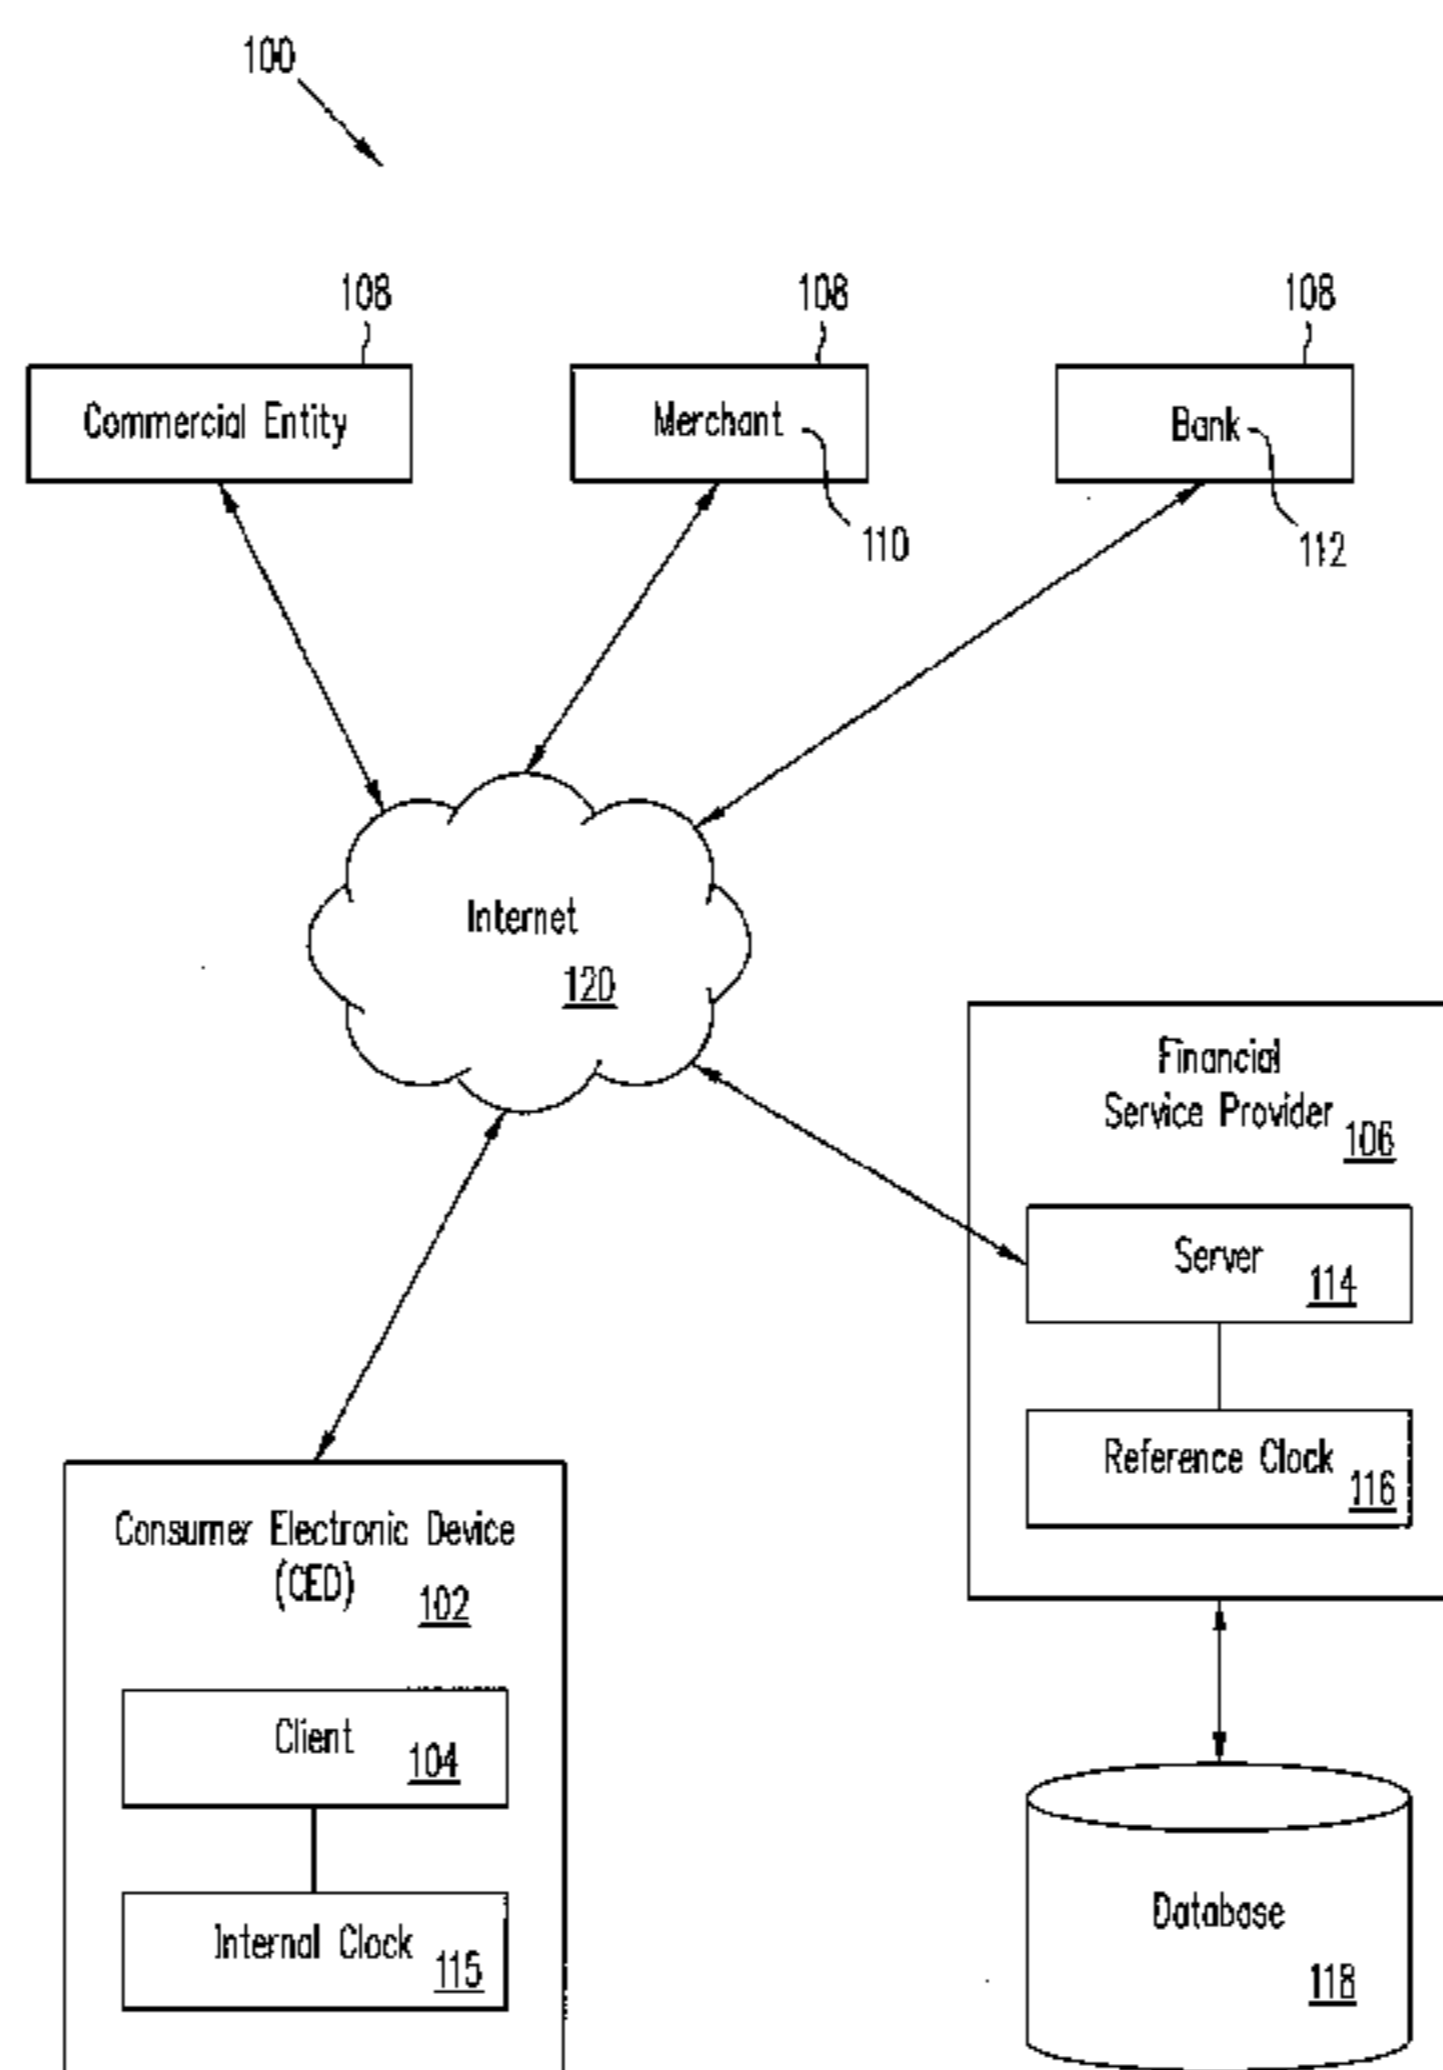 100
108
108
108
Commercial Entity
Merchant
Bank
110
112
Internet
120
Financial
Service Provider
106
Server
114
Reference Clock
116
Consumer Electronic Device
(CED)
102
Client
104
Internal Clock
115
Database
118